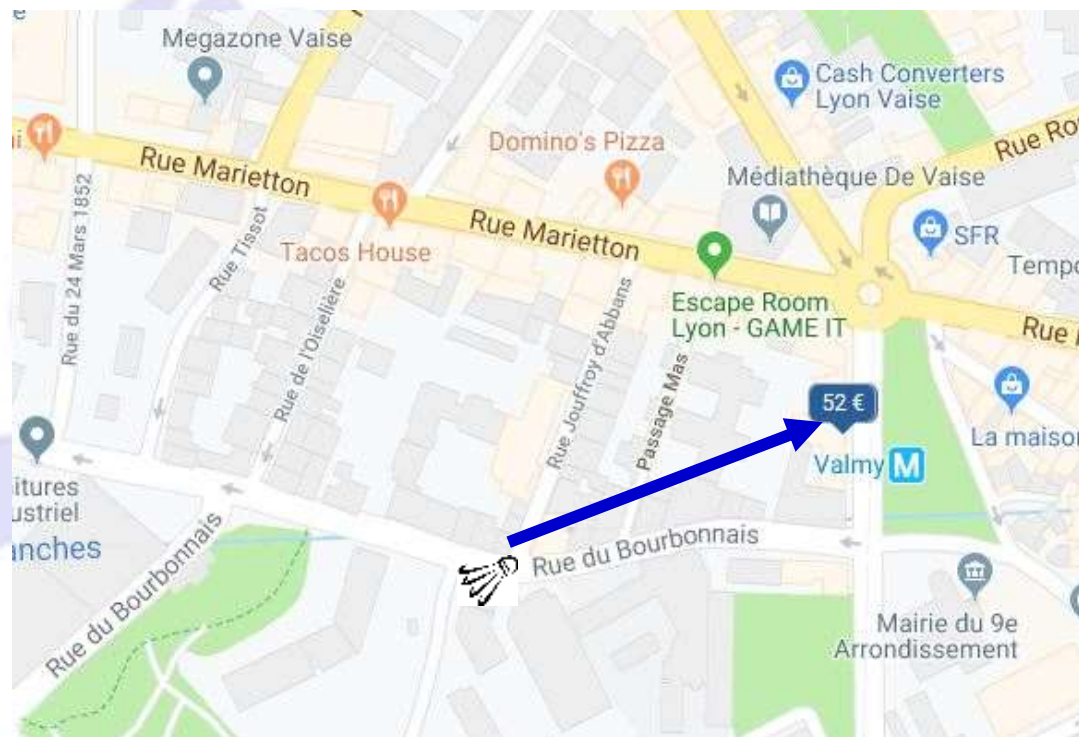 e
Megazone Vaise
Cash Converters
Lyon Vaise
Rue Ro
i
Domino's Pizza
Rue Marietton
Médiathèque De Vaise
Rue Marietton
SFR
Rue du 24 Mars 1852
Rue Tissot
Tacos House
Tempo
Escape Room
Lyon - GAME IT
Rue
Rue de l'Oiselière
Rue Jouffroy d'Abbans
Passage Mas
52 €
La maison
Valmy M
itures
ustriel
anches
Rue du Bourbonnais
Rue du Bourbonnais
Mairie du 9e
Arrondissement